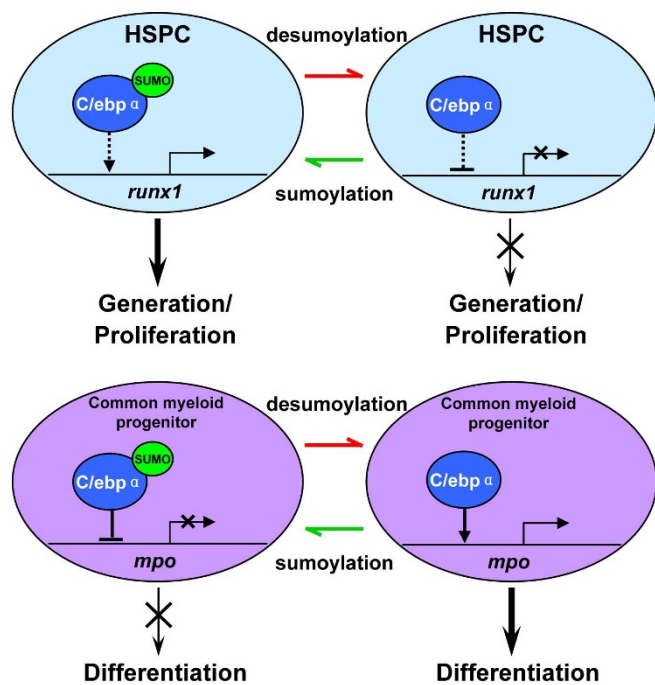 HSPC
desumoylation
HSPC
SUMO
C/ebp α
C/ebp α
runx1
sumoylation
runx1
Generation/
Proliferation
Generation/
Proliferation
Common myeloid
progenitor
desumoylation
Common myeloid
progenitor
SUMO
C/ebp α
C/ebp α
mpo
sumoylation
mpo
Differentiation
Differentiation